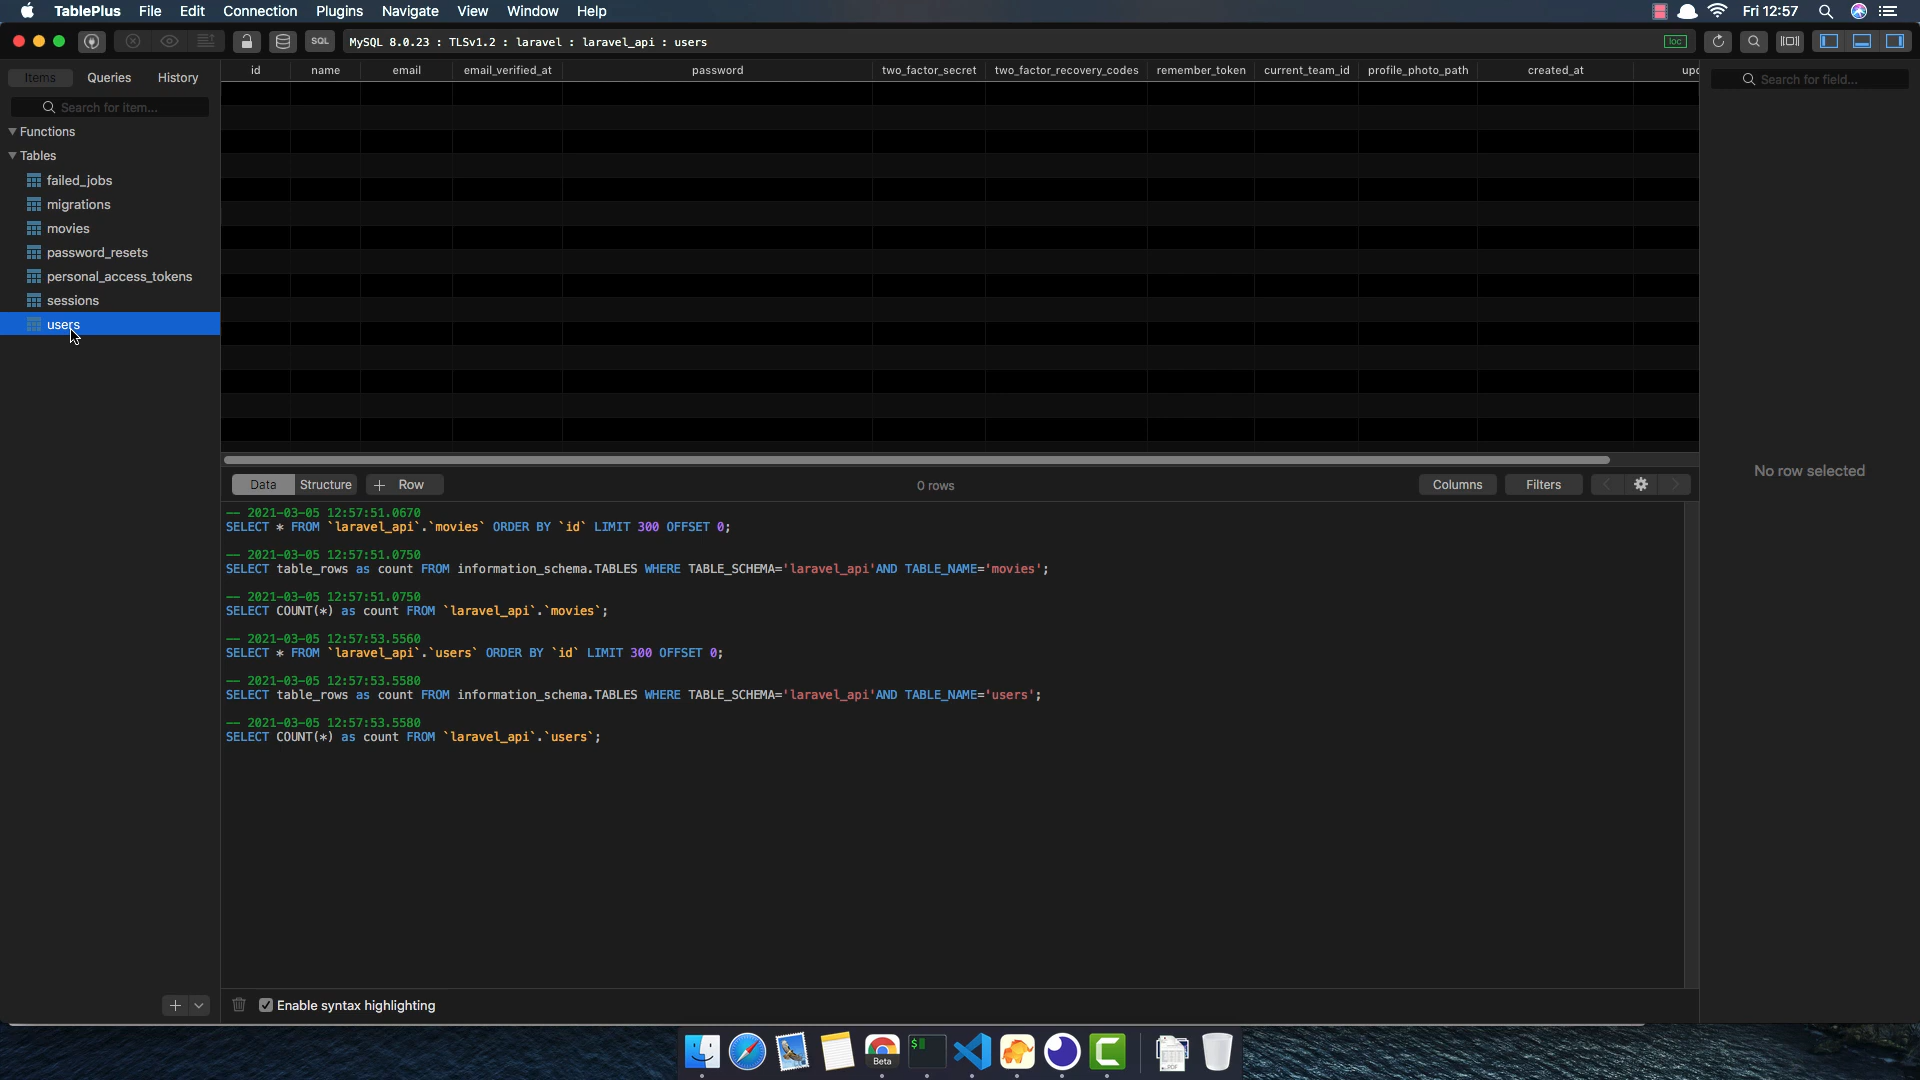 TablePlus File Edit Connection Plugins Navigate View Window Help Fri 12:57
SQL MySQL 8.0.23 : TLSv1.2 : laravel : laravel_api : users loc
Items Queries History
id name email email_verified_at password two_factor_secret two_factor_recovery_codes remember_token current_team_id profile_photo_path created_at upd
Search for field...
Search for item...
Functions
Tables
failed_jobs
migrations
movies
password_resets
personal_access_tokens
sessions
users
No row selected
Data Structure + Row 0 rows Columns Filters
-- 2021-03-05 12:57:51.0670
SELECT * FROM `laravel_api`.`movies` ORDER BY `id` LIMIT 300 OFFSET 0;
-- 2021-03-05 12:57:51.0750
SELECT table_rows as count FROM information_schema.TABLES WHERE TABLE_SCHEMA='laravel_api'AND TABLE_NAME='movies';
-- 2021-03-05 12:57:51.0750
SELECT COUNT(*) as count FROM `laravel_api`.`movies`;
-- 2021-03-05 12:57:53.5560
SELECT * FROM `laravel_api`.`users` ORDER BY `id` LIMIT 300 OFFSET 0;
-- 2021-03-05 12:57:53.5580
SELECT table_rows as count FROM information_schema.TABLES WHERE TABLE_SCHEMA='laravel_api'AND TABLE_NAME='users';
-- 2021-03-05 12:57:53.5580
SELECT COUNT(*) as count FROM `laravel_api`.`users`;
Enable syntax highlighting
Beta
$
PDF